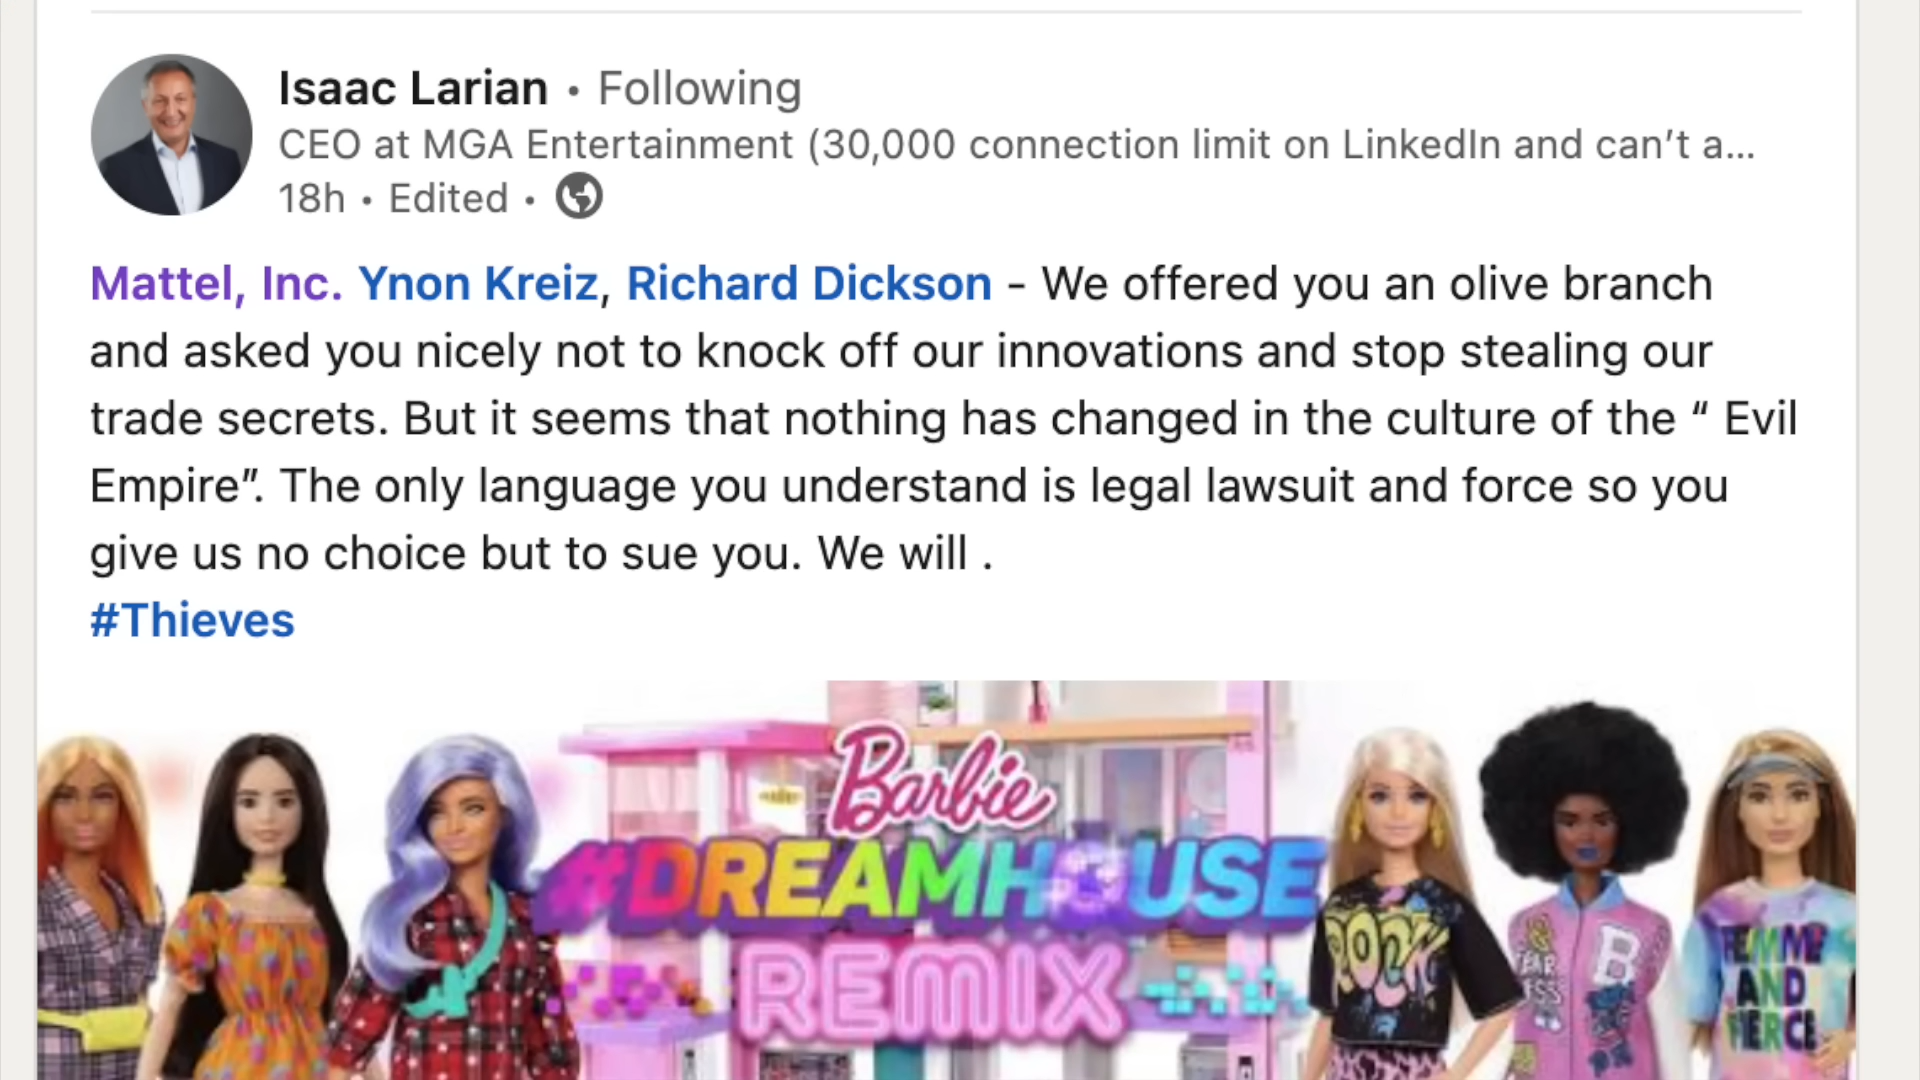 Isaac Larian • Following
CEO at MGA Entertainment (30,000 connection limit on LinkedIn and can’t a...
18h • Edited •
Mattel, Inc. Ynon Kreiz, Richard Dickson - We offered you an olive branch
and asked you nicely not to knock off our innovations and stop stealing our
trade secrets. But it seems that nothing has changed in the culture of the “ Evil
Empire”. The only language you understand is legal lawsuit and force so you
give us no choice but to sue you. We will .
#Thieves
Barbie
#DREAMHOUSE
REMIX
ROCK
B
FEMME
AND
FIERCE